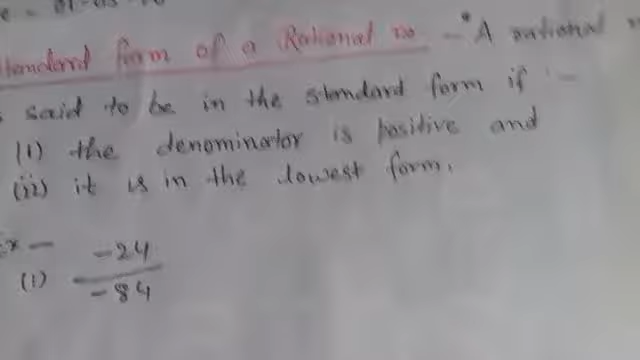 Standard form of a Rational no - * A rational
said to be in the standard form if :-
(i) the denominator is positive and
(ii) it is in the lowest form.
Ex -
(i) -24
-84